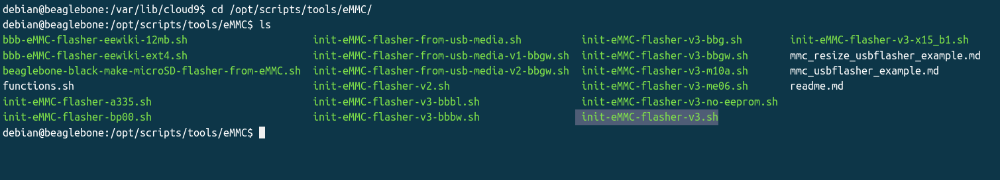 debian@beaglebone:/var/lib/cloud9$ cd /opt/scripts/tools/eMMC/
debian@beaglebone:/opt/scripts/tools/eMMC$ ls
bbb-eMMC-flasher-eewiki-12mb.sh init-eMMC-flasher-from-usb-media.sh init-eMMC-flasher-v3-bbg.sh init-eMMC-flasher-v3-x15_b1.sh
bbb-eMMC-flasher-eewiki-ext4.sh init-eMMC-flasher-from-usb-media-v1-bbgw.sh init-eMMC-flasher-v3-bbgw.sh mmc_resize_usbflasher_example.md
beaglebone-black-make-microSD-flasher-from-eMMC.sh init-eMMC-flasher-from-usb-media-v2-bbgw.sh init-eMMC-flasher-v3-m10a.sh mmc_usbflasher_example.md
functions.sh init-eMMC-flasher-v2.sh init-eMMC-flasher-v3-me06.sh readme.md
init-eMMC-flasher-a335.sh init-eMMC-flasher-v3-bbbl.sh init-eMMC-flasher-v3-no-eeprom.sh
init-eMMC-flasher-bp00.sh init-eMMC-flasher-v3-bbbw.sh init-eMMC-flasher-v3.sh
debian@beaglebone:/opt/scripts/tools/eMMC$